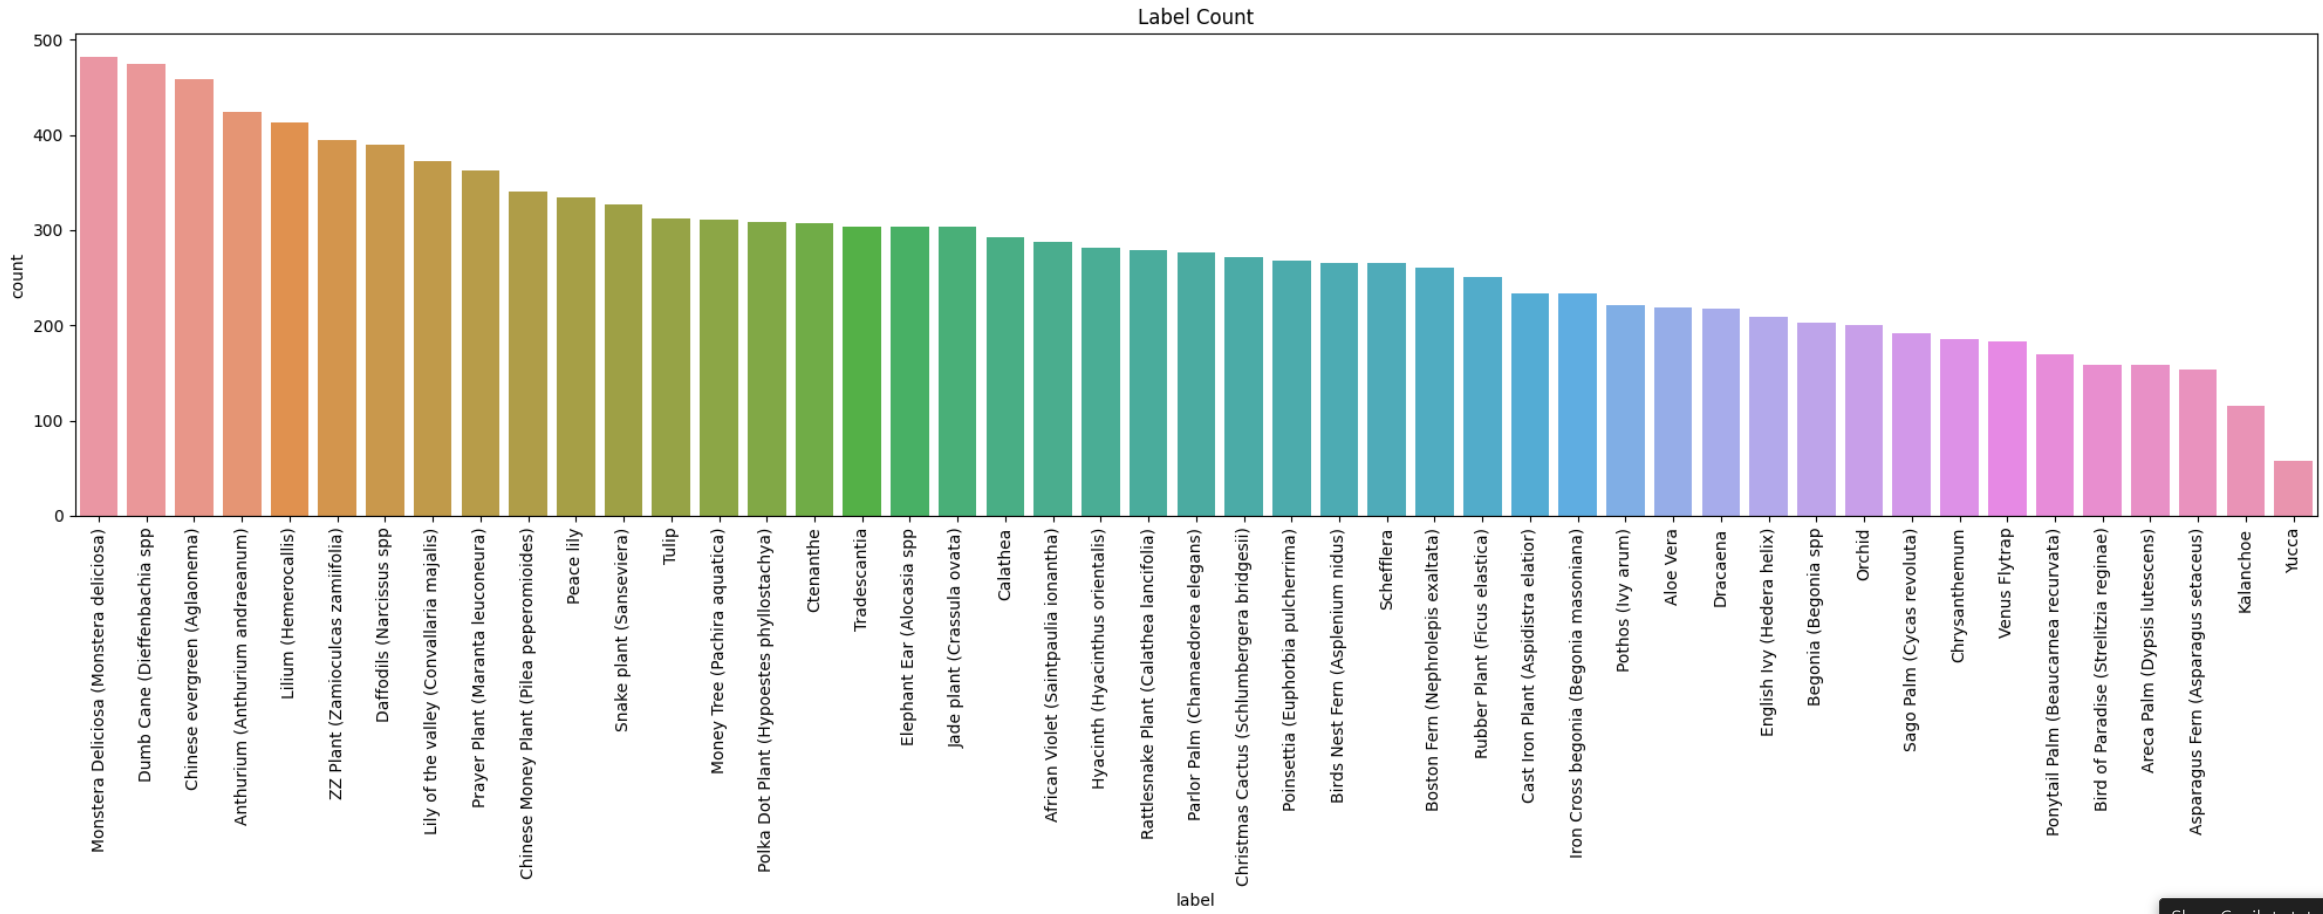 Label Count
500
400
300
200
100
0
count
Monstera Deliciosa (Monstera deliciosa)
Dumb Cane (Dieffenbachia spp
Chinese evergreen (Aglaonema)
Anthurium (Anthurium andraeanum)
Lilium (Hemerocallis)
ZZ Plant (Zamioculcas zamiifolia)
Daffodils (Narcissus spp
Lily of the valley (Convallaria majalis)
Prayer Plant (Maranta leuconeura)
Chinese Money Plant (Pilea peperomioides)
Peace lily
Snake plant (Sanseviera)
Tulip
Money Tree (Pachira aquatica)
Polka Dot Plant (Hypoestes phyllostachya)
Ctenanthe
Tradescantia
Elephant Ear (Alocasia spp
Jade plant (Crassula ovata)
Calathea
African Violet (Saintpaulia ionantha)
Hyacinth (Hyacinthus orientalis)
Rattlesnake Plant (Calathea lancifolia)
Parlor Palm (Chamaedorea elegans)
Christmas Cactus (Schlumbergera bridgesii)
Poinsettia (Euphorbia pulcherrima)
Birds Nest Fern (Asplenium nidus)
Schefflera
Boston Fern (Nephrolepis exaltata)
Rubber Plant (Ficus elastica)
Cast Iron Plant (Aspidistra elatior)
Iron Cross begonia (Begonia masoniana)
Pothos (Ivy arum)
Aloe Vera
Dracaena
English Ivy (Hedera helix)
Begonia (Begonia spp
Orchid
Sago Palm (Cycas revoluta)
Chrysanthemum
Venus Flytrap
Ponytail Palm (Beaucarnea recurvata)
Bird of Paradise (Strelitzia reginae)
Areca Palm (Dypsis lutescens)
Asparagus Fern (Asparagus setaceus)
Kalanchoe
Yucca
label